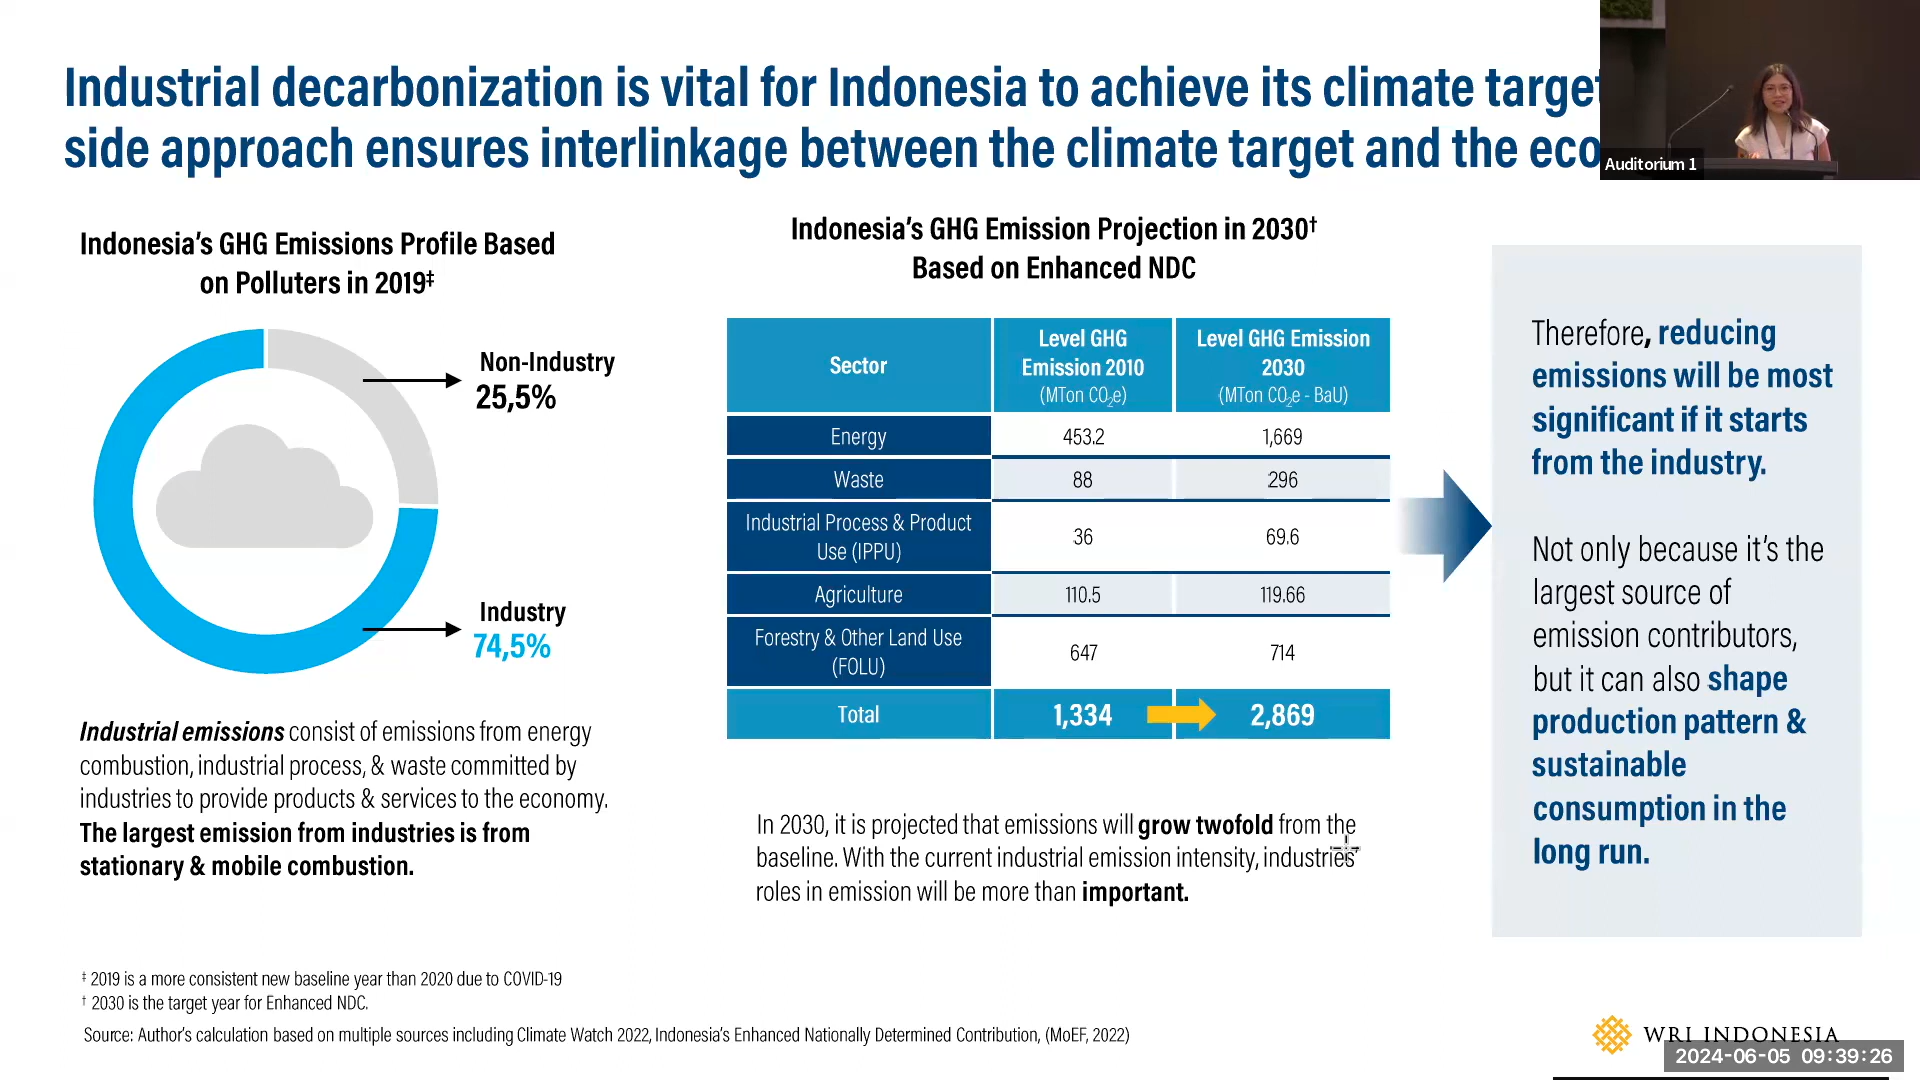 Industrial decarbonization is vital for Indonesia to achieve its climate target
side approach ensures interlinkage between the climate target and the eco
Auditorium 1
Indonesia’s GHG Emissions Profile Based
on Polluters in 2019‡
Non-Industry
25,5%
Industry
74,5%
Industrial emissions consist of emissions from energy
combustion, industrial process, & waste committed by
industries to provide products & services to the economy.
The largest emission from industries is from
stationary & mobile combustion.
Indonesia’s GHG Emission Projection in 2030†
Based on Enhanced NDC
Sector
Level GHG
Emission 2010
(MTon CO₂e)
Level GHG Emission
2030
(MTon CO₂e - BaU)
Energy 453.2 1,669
Waste 88 296
Industrial Process & Product
Use (IPPU)
36 69.6
Agriculture 110.5 119.66
Forestry & Other Land Use
(FOLU)
647 714
Total 1,334 2,869
In 2030, it is projected that emissions will grow twofold from the
baseline. With the current industrial emission intensity, industries’
roles in emission will be more than important.
Therefore, reducing
emissions will be most
significant if it starts
from the industry.
Not only because it’s the
largest source of
emission contributors,
but it can also shape
production pattern &
sustainable
consumption in the
long run.
‡ 2019 is a more consistent new baseline year than 2020 due to COVID-19
† 2030 is the target year for Enhanced NDC.
Source: Author’s calculation based on multiple sources including Climate Watch 2022, Indonesia’s Enhanced Nationally Determined Contribution, (MoEF, 2022)
WRI INDONESIA
2024-06-05 09:39:26